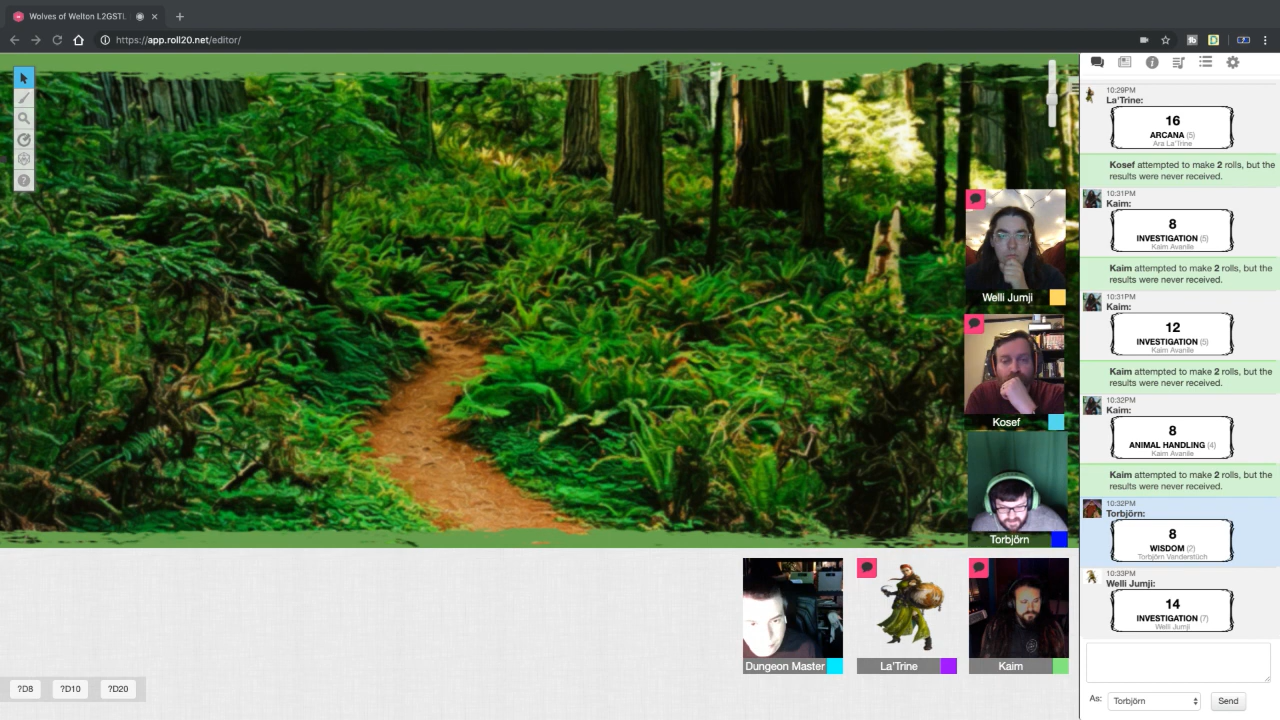 Wolves of Welton L2GSTI.
https://app.roll20.net/editor/
Welli Jumji
Kosef
Torbjörn
Dungeon Master
La'Trine
Kaim
?D8
?D10
?D20
10:29PM
La'Trine:
16
ARCANA (5)
Ara La'Trine
Kosef attempted to make 2 rolls, but the
results were never received.
10:31PM
Kaim:
8
INVESTIGATION (5)
Kaim Avanile
Kaim attempted to make 2 rolls, but the
results were never received.
10:31PM
Kaim:
12
INVESTIGATION (5)
Kaim Avanile
Kaim attempted to make 2 rolls, but the
results were never received.
10:32PM
Kaim:
8
ANIMAL HANDLING (4)
Kaim Avanile
Kaim attempted to make 2 rolls, but the
results were never received.
10:32PM
Torbjörn:
8
WISDOM (2)
Torbjörn Vanderstüch
10:33PM
Welli Jumji:
14
INVESTIGATION (7)
Welli Jumji
As:
Torbjörn
Send